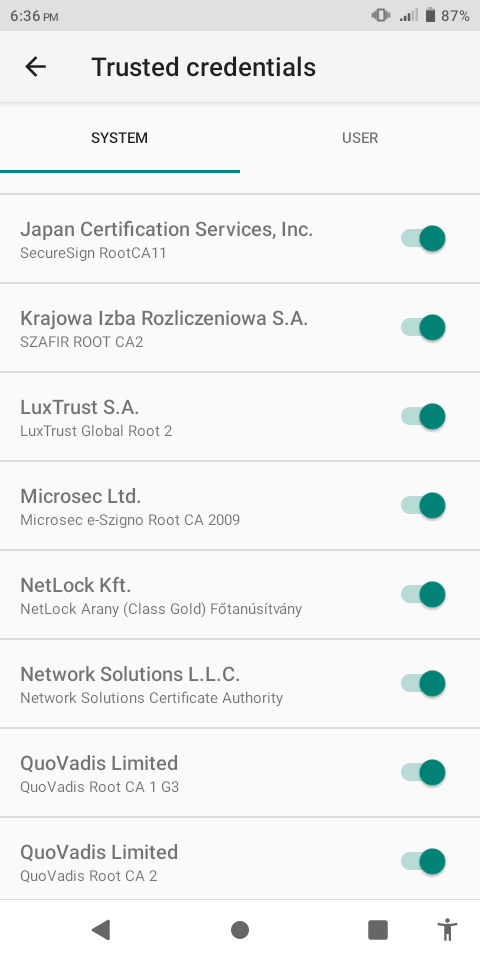 6:36 PM 87%
Trusted credentials
SYSTEM USER
Japan Certification Services, Inc.
SecureSign RootCA11
Krajowa Izba Rozliczeniowa S.A.
SZAFIR ROOT CA2
LuxTrust S.A.
LuxTrust Global Root 2
Microsec Ltd.
Microsec e-Szigno Root CA 2009
NetLock Kft.
NetLock Arany (Class Gold) Főtanúsítvány
Network Solutions L.L.C.
Network Solutions Certificate Authority
QuoVadis Limited
QuoVadis Root CA 1 G3
QuoVadis Limited
QuoVadis Root CA 2